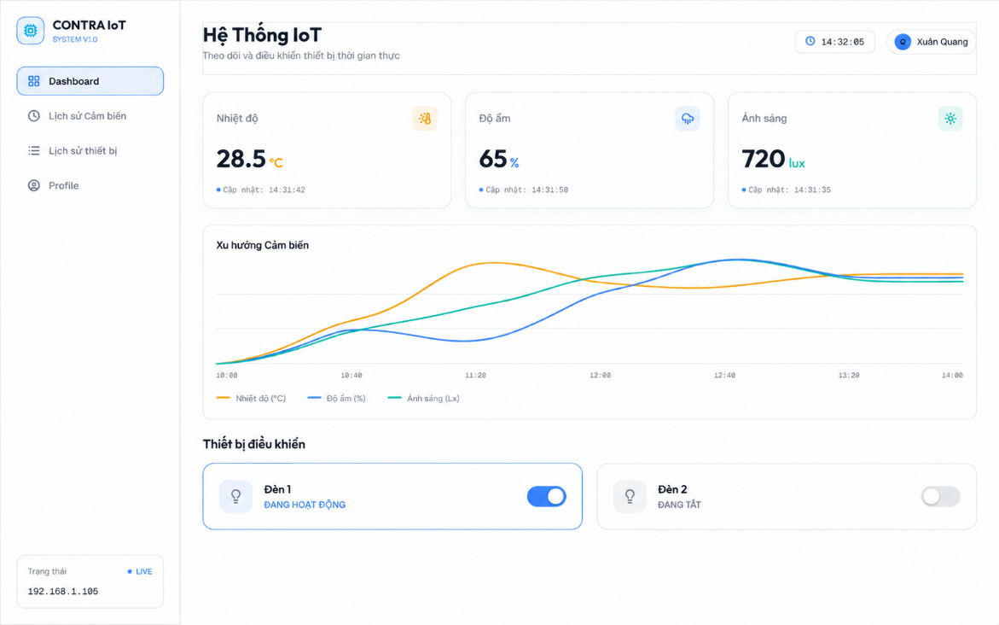 CONTRA IoT
SYSTEM V1.0
Dashboard
Lịch sử Cảm biến
Lịch sử thiết bị
Profile
Trạng thái
LIVE
192.168.1.105
Hệ Thống IoT
Theo dõi và điều khiển thiết bị thời gian thực
14:32:05
Q
Xuân Quang
Nhiệt độ
28.5 °C
Cập nhật: 14:31:42
Độ ẩm
65 %
Cập nhật: 14:31:50
Ánh sáng
720 lux
Cập nhật: 14:31:35
Xu hướng Cảm biến
10:00 10:40 11:20 12:00 12:40 13:20 14:00
Nhiệt độ (°C) Độ ẩm (%) Ánh sáng (Lx)
Thiết bị điều khiển
Đèn 1
ĐANG HOẠT ĐỘNG
Đèn 2
ĐANG TẮT